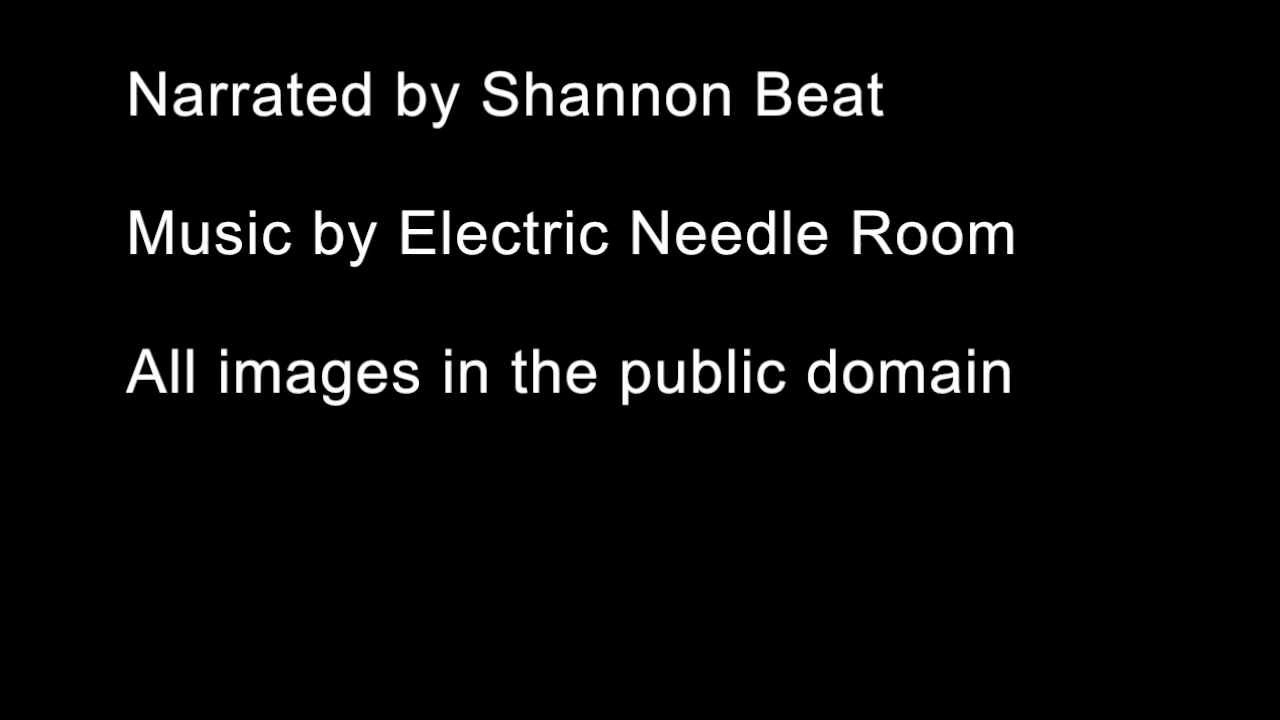 Narrated by Shannon Beat
Music by Electric Needle Room
All images in the public domain